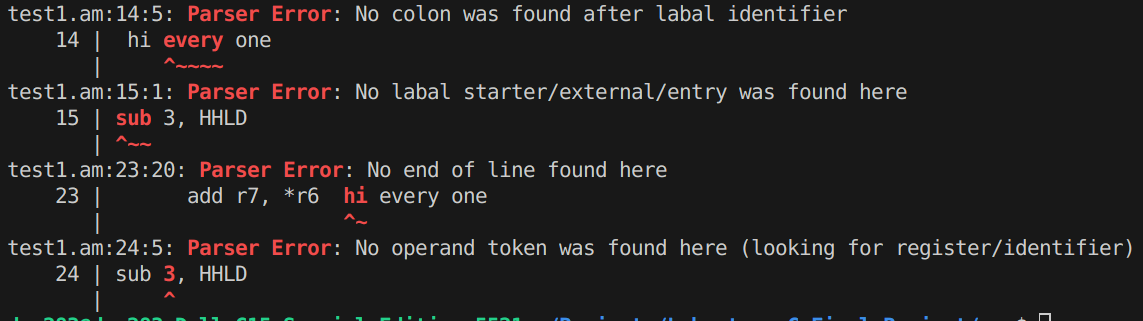 test1.am:14:5: Parser Error: No colon was found after labal identifier
14 | hi every one
| ^~~~~
test1.am:15:1: Parser Error: No labal starter/external/entry was found here
15 | sub 3, HHLD
| ^~~
test1.am:23:20: Parser Error: No end of line found here
23 | add r7, *r6 hi every one
| ^~
test1.am:24:5: Parser Error: No operand token was found here (looking for register/identifier)
24 | sub 3, HHLD
| ^